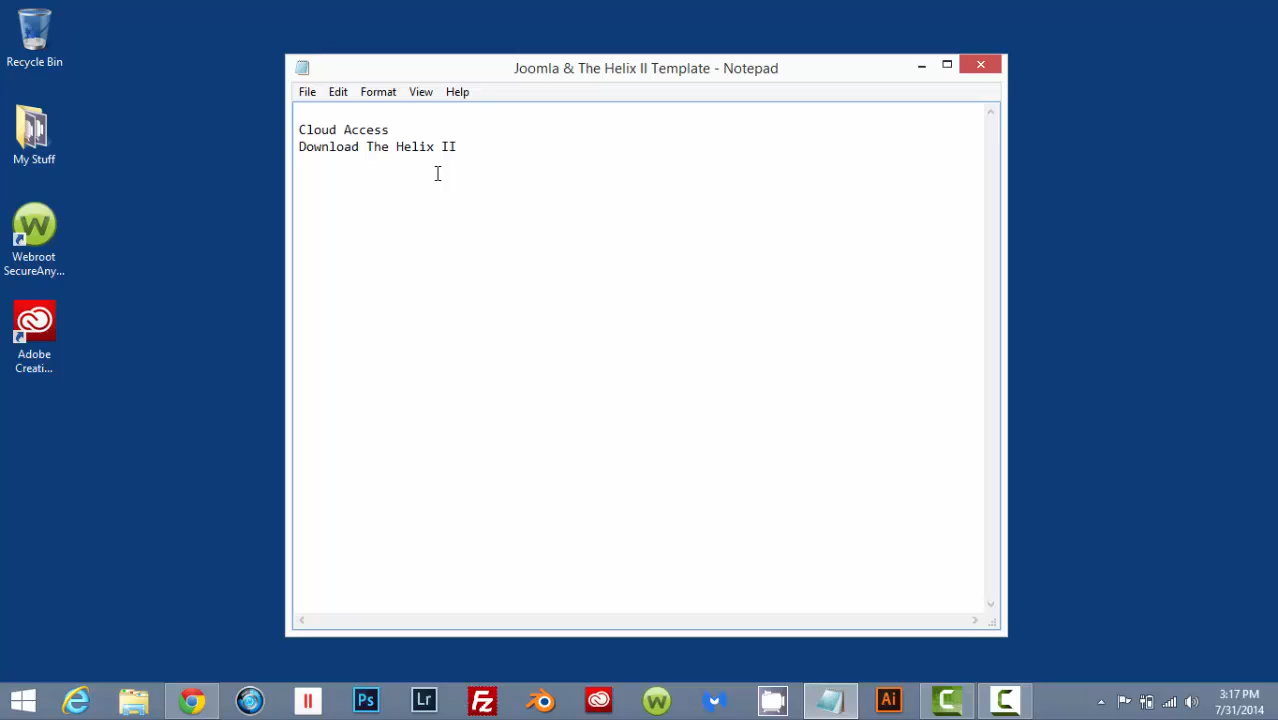 Recycle Bin
My Stuff
Webroot
SecureAny...
Adobe
Creati...
Joomla & The Helix II Template - Notepad
File Edit Format View Help
Cloud Access
Download The Helix II
W
Ps
Lr
Fz
W
Ai
C
C
3:17 PM
7/31/2014